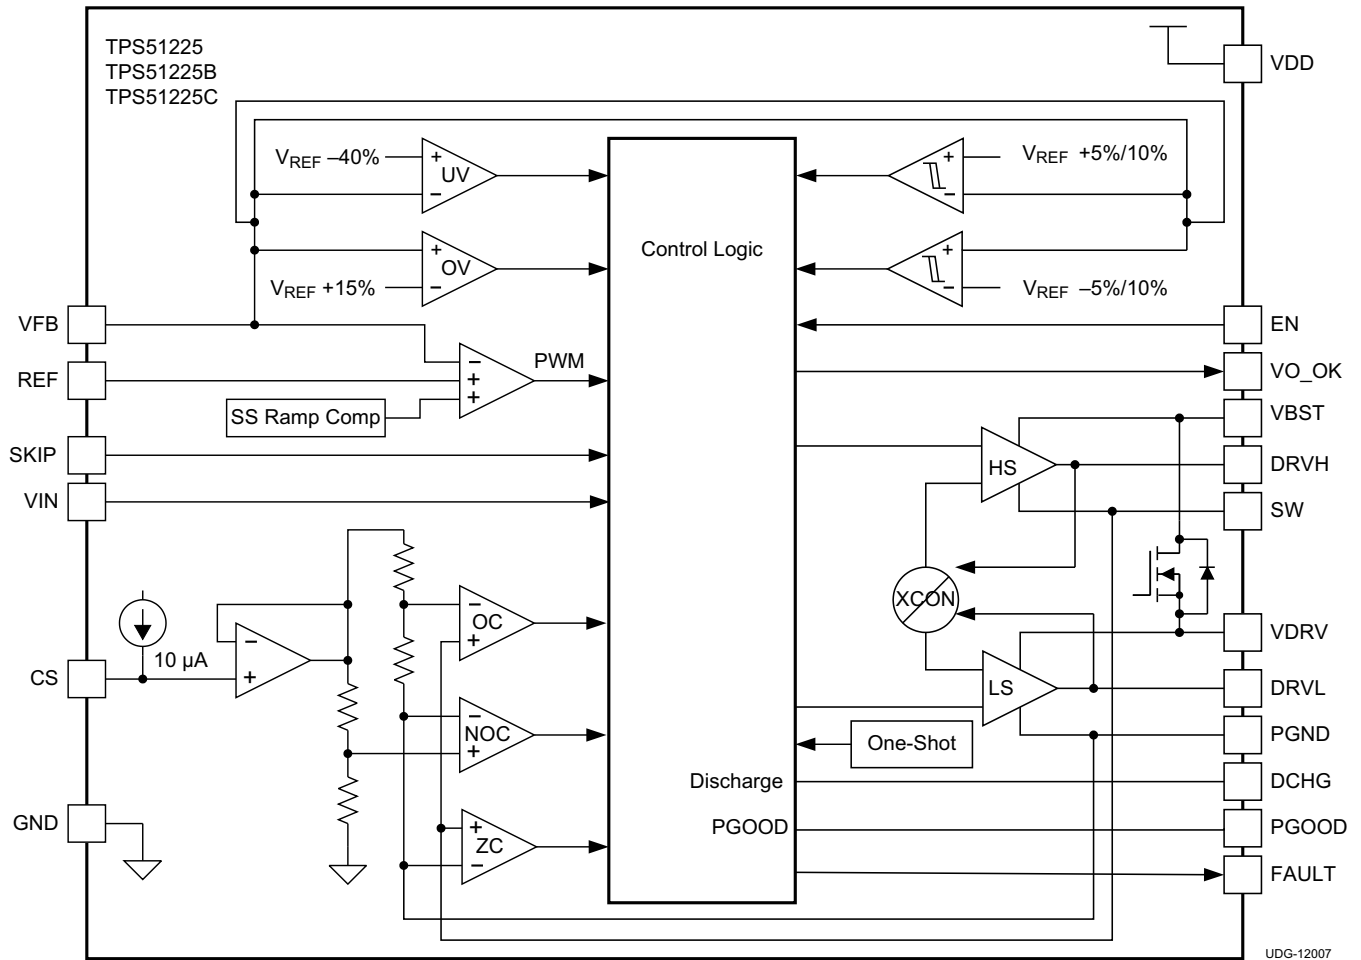 TPS51225
TPS51225B
TPS51225C
VDD
VREF –40%
+
UV
–
VREF +5%/10%
+
–
Control Logic
+
OV
–
VREF +15%
+
–
VREF –5%/10%
VFB
EN
REF
–
+
+
PWM
VO_OK
SS Ramp Comp
VBST
SKIP
HS
DRVH
VIN
SW
XCON
–
OC
+
10 µA
–
+
CS
VDRV
LS
DRVL
–
NOC
+
One-Shot
PGND
Discharge
DCHG
GND
PGOOD
PGOOD
+
ZC
–
FAULT
UDG-12007